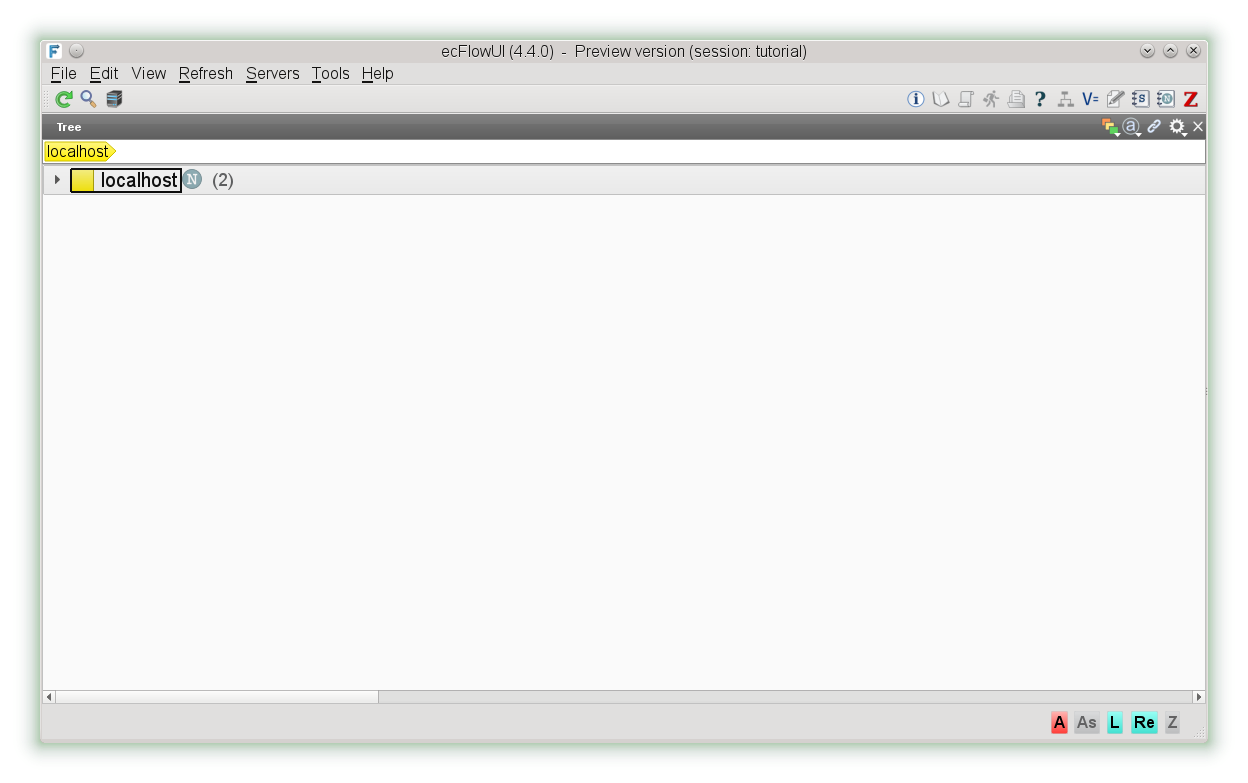 ecFlowUI (4.4.0) - Preview version (session: tutorial)
File Edit View Refresh Servers Tools Help
i ? V= S N Z
Tree a
localhost
localhost N (2)
A As L Re Z